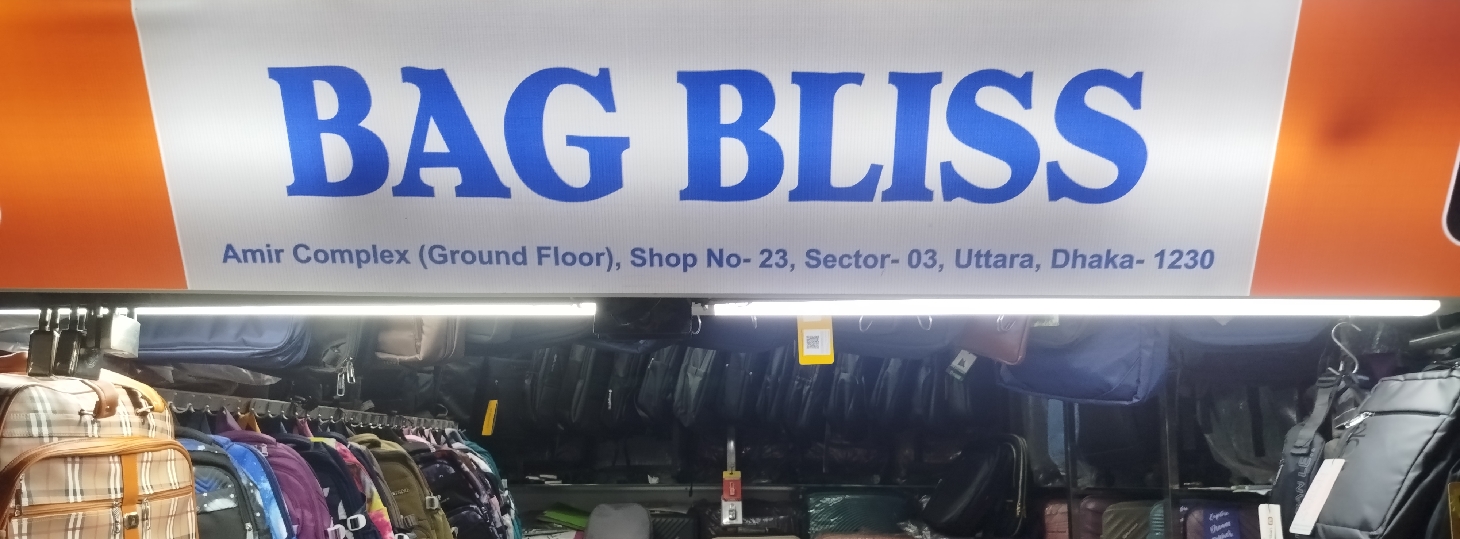 BAG BLISS
Amir Complex (Ground Floor), Shop No- 23, Sector- 03, Uttara, Dhaka- 1230